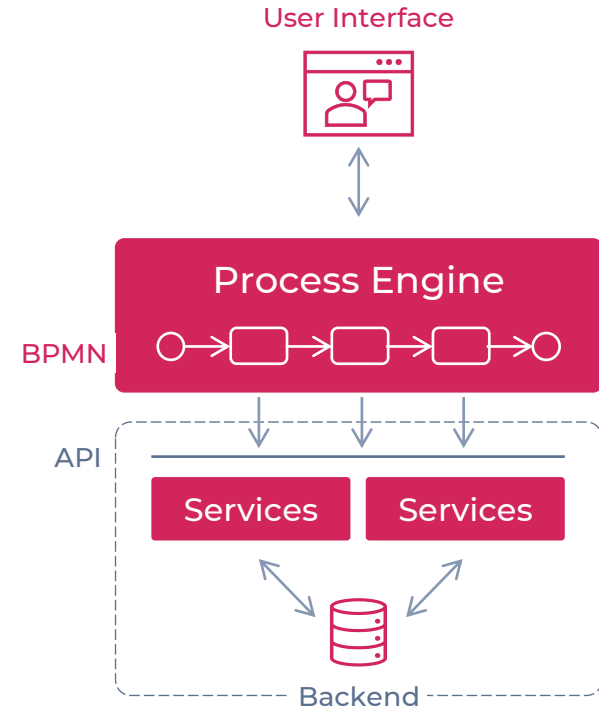 User Interface
Process Engine
BPMN
API
Services
Services
Backend